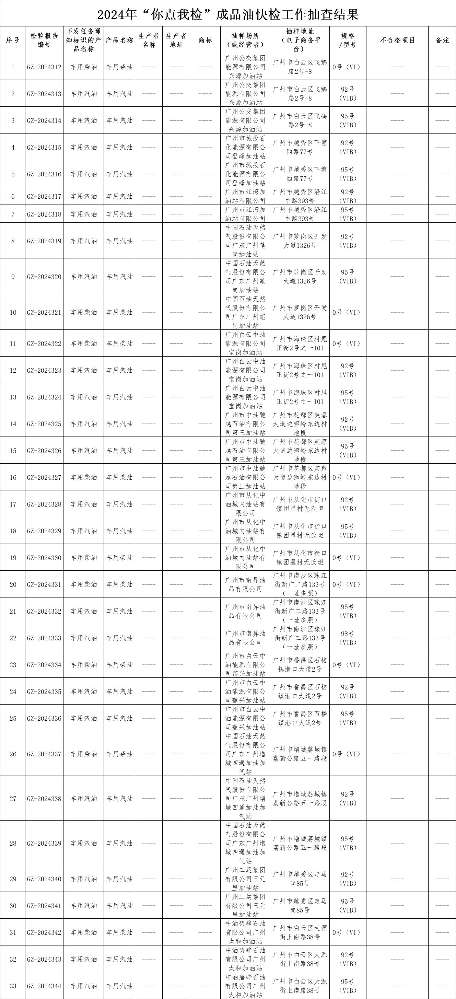 2024年“你点我检”成品油快检工作抽查结果
序号 检验报告编号 下发任务通知标识的产品名称 产品名称 生产者名称 生产者地址 商标 抽样场所（或经营者） 抽样地址（电子商务平台） 规格/型号 不合格项目 备注
1 GZ-2024312 车用柴油 车用柴油 ---- ---- ---- 广州公交集团能源有限公司兴源加油站 广州市白云区飞鹅路2号-8 0号（VI） ---- ----
2 GZ-2024313 车用汽油 车用汽油 ---- ---- ---- 广州公交集团能源有限公司兴源加油站 广州市白云区飞鹅路2号-8 92号（VIB） ---- ----
3 GZ-2024314 车用汽油 车用汽油 ---- ---- ---- 广州公交集团能源有限公司兴源加油站 广州市白云区飞鹅路2号-8 95号（VIB） ---- ----
4 GZ-2024315 车用汽油 车用汽油 ---- ---- ---- 广州市城投石化能源有限公司登峰加油站 广州市越秀区下塘西路77号 92号（VIB） ---- ----
5 GZ-2024316 车用汽油 车用汽油 ---- ---- ---- 广州市城投石化能源有限公司登峰加油站 广州市越秀区下塘西路77号 95号（VIB） ---- ----
6 GZ-2024317 车用汽油 车用汽油 ---- ---- ---- 广州市江湾加油站有限公司 广州市越秀区沿江中路393号 92号（VIB） ---- ----
7 GZ-2024318 车用汽油 车用汽油 ---- ---- ---- 广州市江湾加油站有限公司 广州市越秀区沿江中路393号 95号（VIB） ---- ----
8 GZ-2024319 车用汽油 车用汽油 ---- ---- ---- 中国石油天然气股份有限公司广东广州笔岗加油站 广州市萝岗区开发大道1326号 92号（VIB） ---- ----
9 GZ-2024320 车用汽油 车用汽油 ---- ---- ---- 中国石油天然气股份有限公司广东广州笔岗加油站 广州市萝岗区开发大道1326号 95号（VIB） ---- ----
10 GZ-2024321 车用柴油 车用柴油 ---- ---- ---- 中国石油天然气股份有限公司广东广州笔岗加油站 广州市萝岗区开发大道1326号 0号（VI） ---- ----
11 GZ-2024322 车用柴油 车用柴油 ---- ---- ---- 广州白云中油能源有限公司宝岗加油站 广州市海珠区村尾正街2号之一101 0号（VI） ---- ----
12 GZ-2024323 车用汽油 车用汽油 ---- ---- ---- 广州白云中油能源有限公司宝岗加油站 广州市海珠区村尾正街2号之一101 92号（VIB） ---- ----
13 GZ-2024324 车用汽油 车用汽油 ---- ---- ---- 广州白云中油能源有限公司宝岗加油站 广州市海珠区村尾正街2号之一101 95号（VIB） ---- ----
14 GZ-2024325 车用汽油 车用汽油 ---- ---- ---- 广州市中油驰越石油有限公司第三加油站 广州市花都区芙蓉大道边狮岭东边村地段 92号（VIB） ---- ----
15 GZ-2024326 车用汽油 车用汽油 ---- ---- ---- 广州市中油驰越石油有限公司第三加油站 广州市花都区芙蓉大道边狮岭东边村地段 95号（VIB） ---- ----
16 GZ-2024327 车用柴油 车用柴油 ---- ---- ---- 广州市中油驰越石油有限公司第三加油站 广州市花都区芙蓉大道边狮岭东边村地段 0号（VI） ---- ----
17 GZ-2024328 车用汽油 车用汽油 ---- ---- ---- 广州市从化中油城内油站有限公司 广州市从化市街口镇团星村无氏坦 92号（VIB） ---- ----
18 GZ-2024329 车用汽油 车用汽油 ---- ---- ---- 广州市从化中油城内油站有限公司 广州市从化市街口镇团星村无氏坦 95号（VIB） ---- ----
19 GZ-2024330 车用柴油 车用柴油 ---- ---- ---- 广州市从化中油城内油站有限公司 广州市从化市街口镇团星村无氏坦 0号（VI） ---- ----
20 GZ-2024331 车用柴油 车用柴油 ---- ---- ---- 广州市南昇油品有限公司 广州市南沙区珠江街新广二路133号（一址多照） 0号（VI） ---- ----
21 GZ-2024332 车用汽油 车用汽油 ---- ---- ---- 广州市南昇油品有限公司 广州市南沙区珠江街新广二路133号（一址多照） 95号（VIB） ---- ----
22 GZ-2024333 车用汽油 车用汽油 ---- ---- ---- 广州市南昇油品有限公司 广州市南沙区珠江街新广二路133号（一址多照） 98号（VIB） ---- ----
23 GZ-2024334 车用柴油 车用柴油 ---- ---- ---- 广州市白云中油能源有限公司莲兴加油站 广州市番禺区石楼镇港口大道2号 0号（VI） ---- ----
24 GZ-2024335 车用汽油 车用汽油 ---- ---- ---- 广州市白云中油能源有限公司莲兴加油站 广州市番禺区石楼镇港口大道2号 92号（VIB） ---- ----
25 GZ-2024336 车用汽油 车用汽油 ---- ---- ---- 广州市白云中油能源有限公司莲兴加油站 广州市番禺区石楼镇港口大道2号 95号（VIB） ---- ----
26 GZ-2024337 车用柴油 车用柴油 ---- ---- ---- 中国石油天然气股份有限公司广东广州增城四通加油加气站 广州市增城荔城镇荔新公路五一路段 0号（VI） ---- ----
27 GZ-2024338 车用汽油 车用汽油 ---- ---- ---- 中国石油天然气股份有限公司广东广州增城四通加油加气站 广州市增城荔城镇荔新公路五一路段 92号（VIB） ---- ----
28 GZ-2024339 车用汽油 车用汽油 ---- ---- ---- 中国石油天然气股份有限公司广东广州增城四通加油加气站 广州市增城荔城镇荔新公路五一路段 95号（VIB） ---- ----
29 GZ-2024340 车用汽油 车用汽油 ---- ---- ---- 广州二运集团有限公司三元里加油站 广州市越秀区走马岗85号 92号（VIB） ---- ----
30 GZ-2024341 车用汽油 车用汽油 ---- ---- ---- 广州二运集团有限公司三元里加油站 广州市越秀区走马岗85号 95号（VIB） ---- ----
31 GZ-2024342 车用柴油 车用柴油 ---- ---- ---- 中油碧辟石油有限公司广州太和加油站 广州市白云区大源街上南路38号 0号（VI） ---- ----
32 GZ-2024343 车用汽油 车用汽油 ---- ---- ---- 中油碧辟石油有限公司广州太和加油站 广州市白云区大源街上南路38号 92号（VIB） ---- ----
33 GZ-2024344 车用汽油 车用汽油 ---- ---- ---- 中油碧辟石油有限公司广州太和加油站 广州市白云区大源街上南路38号 95号（VIB） ---- ----